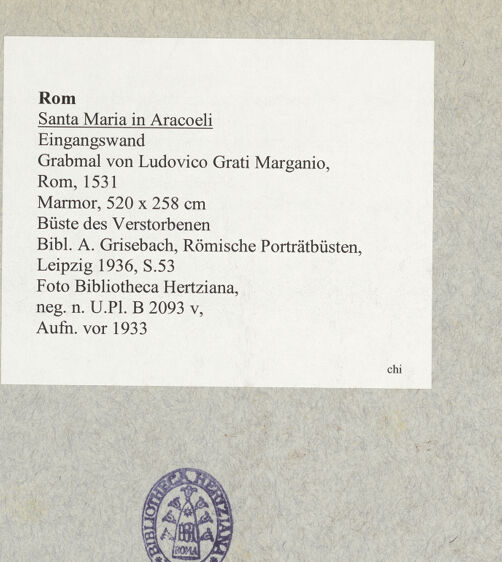 Rom
Santa Maria in Aracoeli
Eingangswand
Grabmal von Ludovico Grati Marganio,
Rom, 1531
Marmor, 520 x 258 cm
Büste des Verstorbenen
Bibl. A. Grisebach, Römische Porträtbüsten,
Leipzig 1936, S.53
Foto Bibliotheca Hertziana,
neg. n. U.Pl. B 2093 v,
Aufn. vor 1933
chi
BIBLIOTHECA HERTZIANA
ROMA